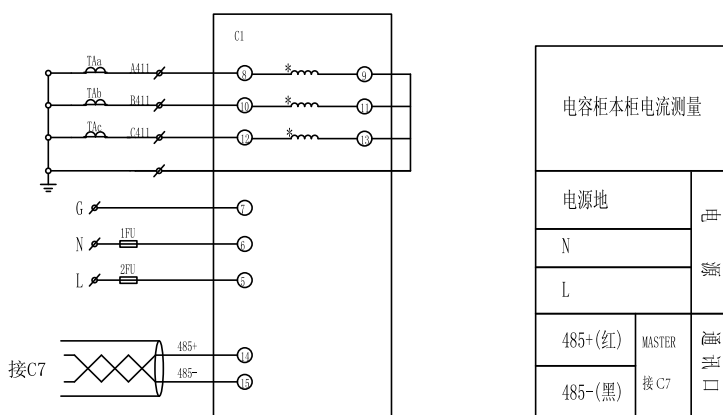 C1
TAa
A411
*
8
9
TAb
B411
*
10
11
TAc
C411
*
12
13
G
7
N
1FU
6
L
2FU
5
接C7
485+
14
485-
15
电容柜本柜电流测量
电源地
N
L
电源
485+(红)
485-(黑)
MASTER
接C7
通讯口